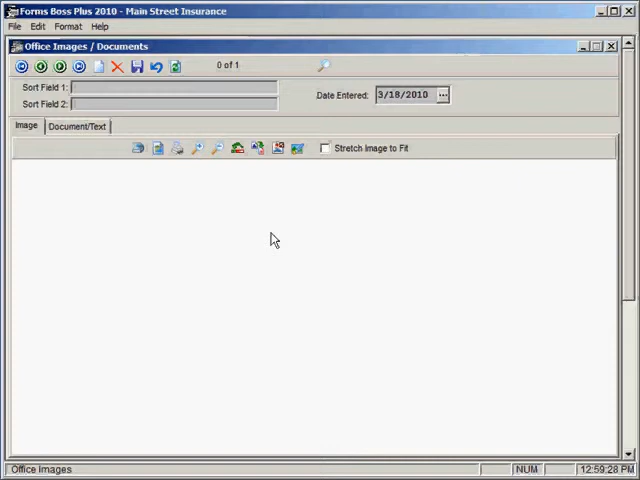 Forms Boss Plus 2010 - Main Street Insurance
File Edit Format Help
Office Images / Documents
0 of 1
Sort Field 1:
Date Entered: 3/18/2010 ...
Sort Field 2:
Image Document/Text
Stretch Image to Fit
Office Images NUM 12:59:28 PM